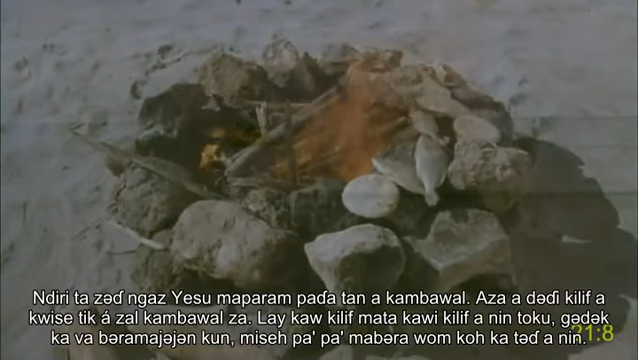 Ndiri ta zəɗ ngaz Yesu maparam paɗa tan a kambawal. Aza a dəɗi kilif a
kwise tik á zal kambawal za. Lay kaw kilif mata kawi kilif a nin toku, gədək
ka va bəramajəjən kun, miseh pa' pa' mabəra wom koh ka təɗ a nin.
21:8